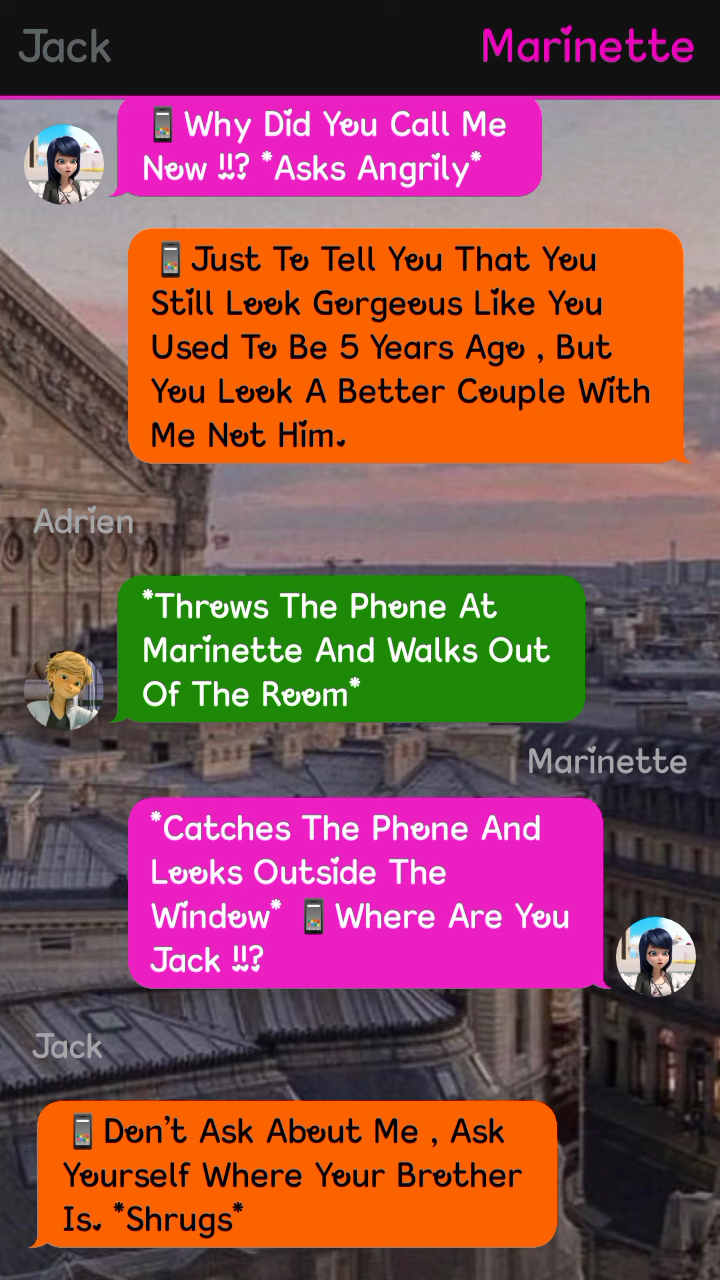 Jack
Marinette
📱Why Did You Call Me
Now ‼? *Asks Angrily*
📱Just To Tell You That You
Still Look Gorgeous Like You
Used To Be 5 Years Ago , But
You Look A Better Couple With
Me Not Him.
Adrien
*Throws The Phone At
Marinette And Walks Out
Of The Room*
Marinette
*Catches The Phone And
Looks Outside The
Window* 📱Where Are You
Jack ‼?
Jack
📱Don't Ask About Me , Ask
Yourself Where Your Brother
Is. *Shrugs*